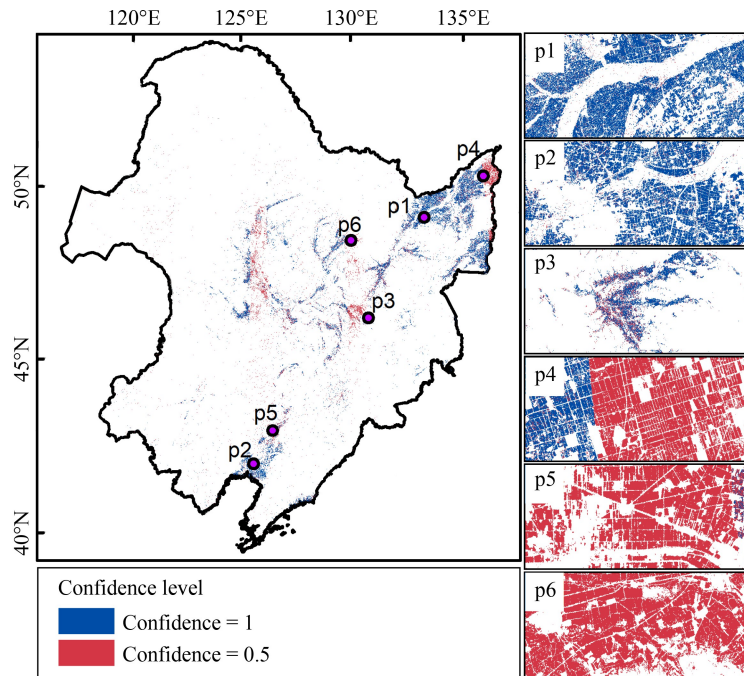 120°E 125°E 130°E 135°E
50°N
45°N
40°N
p4
p1
p6
p3
p5
p2
Confidence level
Confidence = 1
Confidence = 0.5
p1
p2
p3
p4
p5
p6